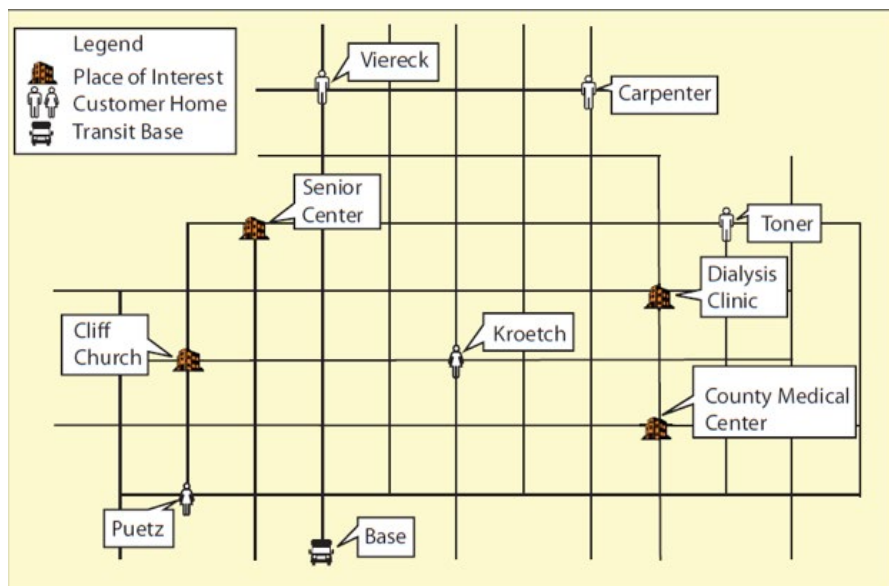 Legend
Place of Interest
Customer Home
Transit Base
Viereck
Carpenter
Senior
Center
Toner
Dialysis
Clinic
Cliff
Church
Kroetch
County Medical
Center
Puetz
Base